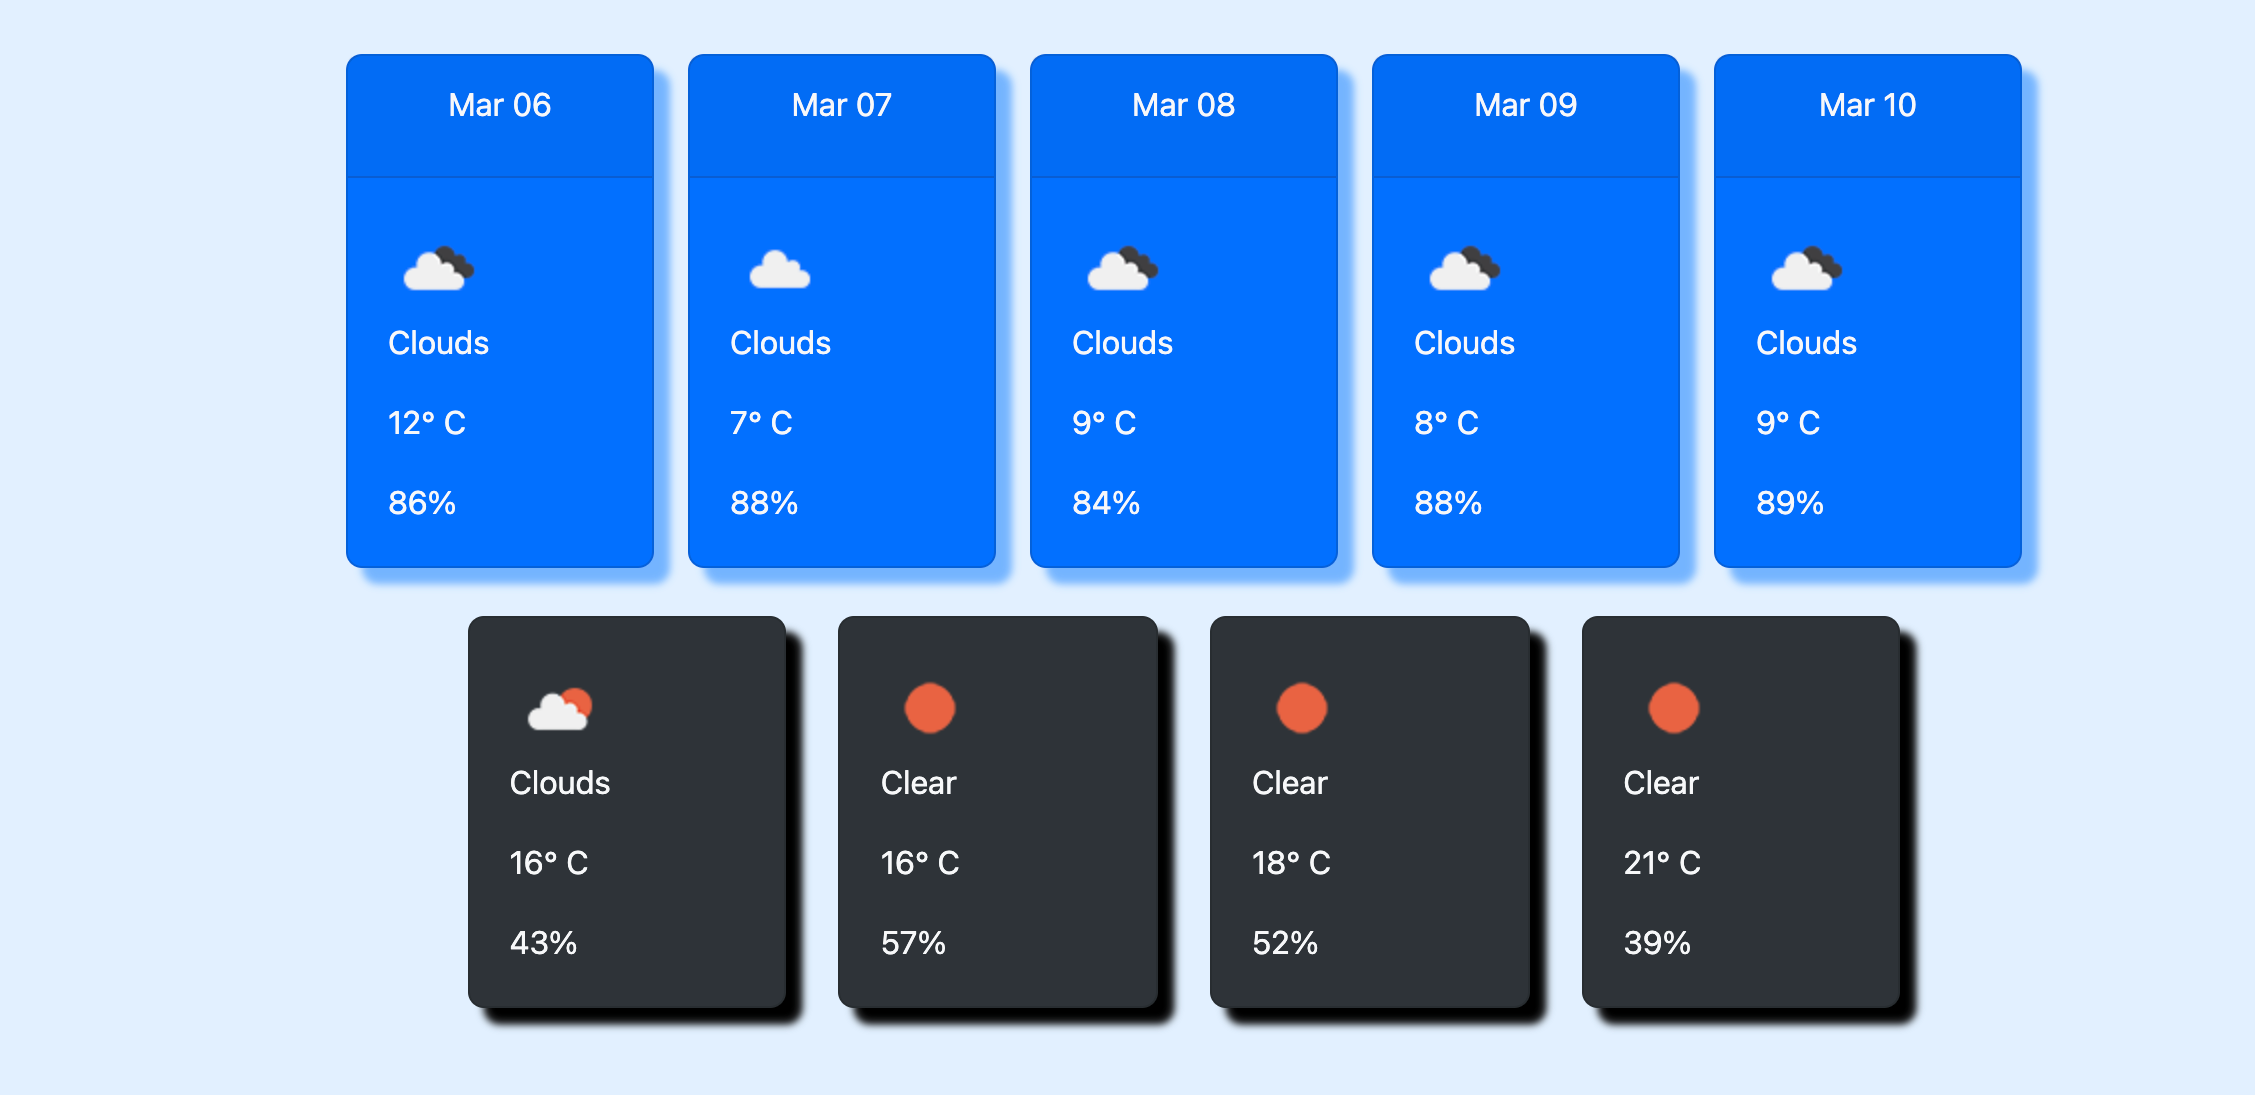 Mar 06
Clouds
12° C
86%
Mar 07
Clouds
7° C
88%
Mar 08
Clouds
9° C
84%
Mar 09
Clouds
8° C
88%
Mar 10
Clouds
9° C
89%
Clouds
16° C
43%
Clear
16° C
57%
Clear
18° C
52%
Clear
21° C
39%